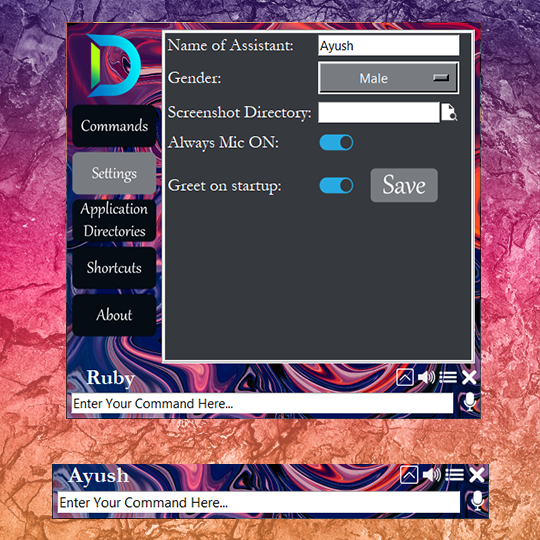 Name of Assistant: Ayush
Gender: Male
Screenshot Directory:
Always Mic ON:
Greet on startup: Save
Commands
Settings
Application
Directories
Shortcuts
About
Ruby
Enter Your Command Here...
Ayush
Enter Your Command Here...